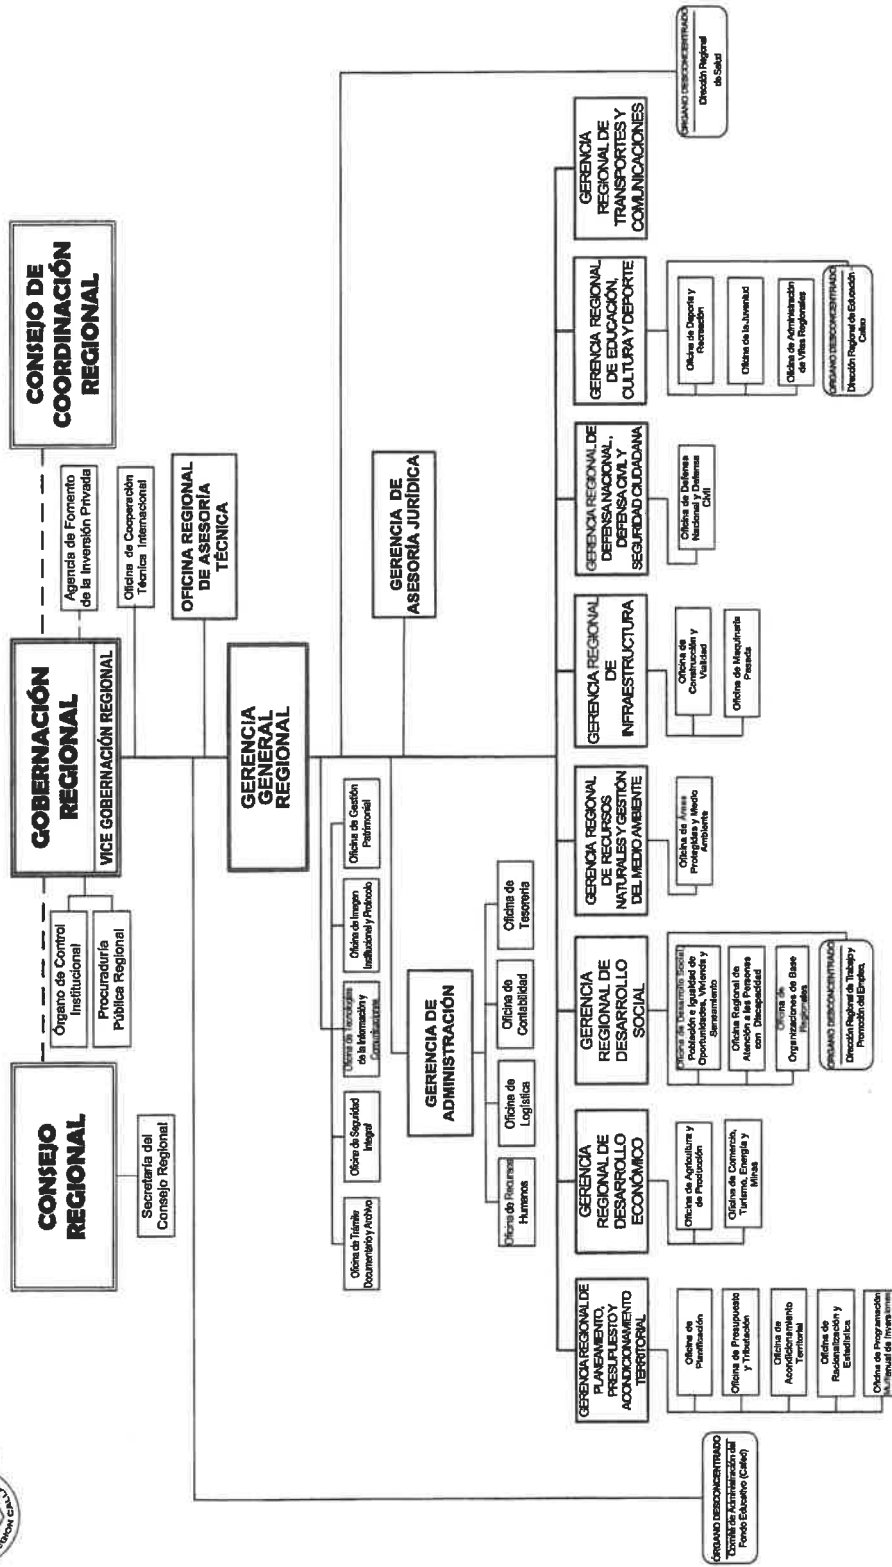 CONSEJO
REGIONAL
Secretaría del
Consejo Regional
GOBERNACIÓN
REGIONAL
VICE GOBERNACIÓN REGIONAL
CONSEJO DE
COORDINACIÓN
REGIONAL
Órgano de Control
Institucional
Procuraduría
Pública Regional
Agencia de Fomento
de la Inversión Privada
Oficina de Cooperación
Técnica Internacional
OFICINA REGIONAL
DE ASESORÍA
TÉCNICA
GERENCIA
GENERAL
REGIONAL
Oficina de Trámite
Documentario y Archivo
Oficina de Seguridad
Integral
Oficina de Tecnologías
de la Información y
Comunicaciones
Oficina de Imagen
Institucional y Protocolo
Oficina de Gestión
Patrimonial
GERENCIA DE
ASESORÍA JURÍDICA
GERENCIA DE
ADMINISTRACIÓN
Oficina de Recursos
Humanos
Oficina de
Logística
Oficina de
Contabilidad
Oficina de
Tesorería
GERENCIA REGIONAL DE
PLANEAMIENTO,
PRESUPUESTO Y
ACONDICIONAMIENTO
TERRITORIAL
Oficina de
Planificación
Oficina de Presupuesto
y Tributación
Oficina de
Acondicionamiento
Territorial
Oficina de
Racionalización y
Estadística
Oficina de Programación
Multianual de Inversiones
GERENCIA
REGIONAL DE
DESARROLLO
ECONÓMICO
Oficina de Agricultura y
de Producción
Oficina de Comercio,
Turismo, Energía y
Minas
GERENCIA
REGIONAL DE
DESARROLLO
SOCIAL
Oficina de Desarrollo Social,
Población e Igualdad de
Oportunidades, Vivienda y
Saneamiento
Oficina Regional de
Atención a las Personas
con Discapacidad
Oficina de
Organizaciones de Base
Regionales
ÓRGANO DESCONCENTRADO
Dirección Regional de Trabajo y
Promoción del Empleo.
GERENCIA REGIONAL
DE RECURSOS
NATURALES Y GESTIÓN
DEL MEDIO AMBIENTE
Oficina de Áreas
Protegidas y Medio
Ambiente
GERENCIA REGIONAL
DE
INFRAESTRUCTURA
Oficina de
Construcción y
Vialidad
Oficina de Maquinaria
Pesada
GERENCIA REGIONAL DE
DEFENSA NACIONAL,
DEFENSA CIVIL Y
SEGURIDAD CIUDADANA
Oficina de Defensa
Nacional y Defensa
Civil
GERENCIA REGIONAL
DE EDUCACIÓN,
CULTURA Y DEPORTE
Oficina de Deporte y
Recreación
Oficina de la Juventud
Oficina de Administración
de Villas Regionales
ÓRGANO DESCONCENTRADO
Dirección Regional de Educación -
Callao
GERENCIA
REGIONAL DE
TRANSPORTES Y
COMUNICACIONES
ÓRGANO DESCONCENTRADO
Comité de Administración del
Fondo Educativo (Cafed)
ÓRGANO DESCONCENTRADO
Dirección Regional
de Salud